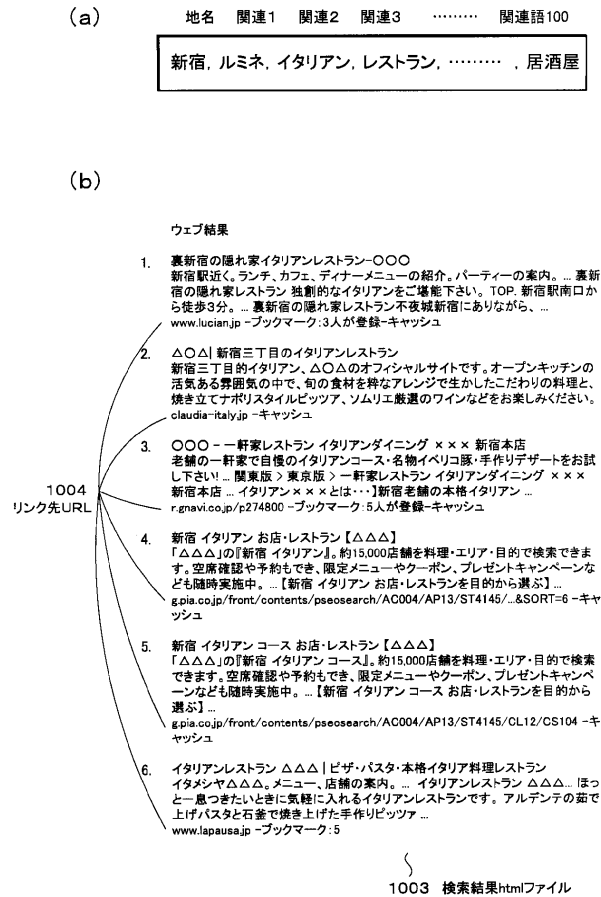 (a)
地名 関連1 関連2 関連3 ……… 関連語100
新宿, ルミネ, イタリアン, レストラン, ……… , 居酒屋
(b)
ウェブ結果
1. 裏新宿の隠れ家イタリアンレストラン-〇〇〇
新宿駅近く。ランチ、カフェ、ディナーメニューの紹介。パーティーの案内。 ... 裏新
宿の隠れ家レストラン 独創的なイタリアンをご堪能下さい。 TOP. 新宿駅南口か
ら徒歩3分。 ... 裏新宿の隠れ家レストラン不夜城新宿にありながら、 ...
www.lucian.jp -ブックマーク:3人が登録-キャッシュ
2. △〇△| 新宿三丁目のイタリアンレストラン
新宿三丁目的イタリアン、△〇△のオフィシャルサイトです。オープンキッチンの
活気ある雰囲気の中で、旬の食材を粋なアレンジで生かしたこだわりの料理と、
焼き立てナポリスタイルピッツァ、ソムリエ厳選のワインなどをお楽しみください。
claudia-italy.jp -キャッシュ
3. 〇〇〇 - 一軒家レストラン イタリアンダイニング ××× 新宿本店
老舗の一軒家で自慢のイタリアンコース・名物イベリコ豚・手作りデザートをお試
し下さい! ... 関東版 > 東京版 > 一軒家レストラン イタリアンダイニング ×××
新宿本店 ... イタリアン×××とは・・・】新宿老舗の本格イタリアン ...
r.gnavi.co.jp/p274800 -ブックマーク:5人が登録-キャッシュ
1004
リンク先URL
4. 新宿 イタリアン お店・レストラン 【△△△】
「△△△」の『新宿 イタリアン』。約15,000店舗を料理・エリア・目的で検索できま
す。空席確認や予約もでき、限定メニューやクーポン、プレゼントキャンペーンな
ども随時実施中。 ... 【新宿 イタリアン お店・レストランを目的から選ぶ】 ...
g.pia.co.jp/front/contents/pseosearch/AC004/AP13/ST4145/...&SORT=6 -キャ
ッシュ
5. 新宿 イタリアン コース お店・レストラン 【△△△】
「△△△」の『新宿 イタリアン コース』。約15,000店舗を料理・エリア・目的で検索
できます。空席確認や予約もでき、限定メニューやクーポン、プレゼントキャンペ
ーンなども随時実施中。 ... 【新宿 イタリアン コース お店・レストランを目的から
選ぶ】 ...
g.pia.co.jp/front/contents/pseosearch/AC004/AP13/ST4145/CL12/CS104 -キ
ャッシュ
6. イタリアンレストラン △△△ | ピザ・パスタ・本格イタリア料理レストラン
イタメシヤ△△△。メニュー、店舗の案内。 ... イタリアンレストラン △△△... ほっ
と一息つきたいときに気軽に入れるイタリアンレストランです。 アルデンテの茹で
上げパスタと石窯で焼き上げた手作りピッツァ ...
www.lapausa.jp -ブックマーク:5
1003 検索結果htmlファイル